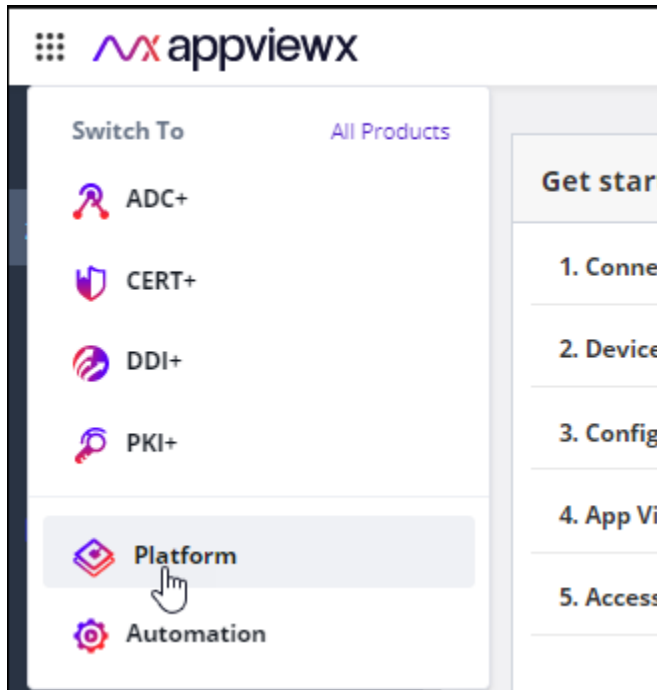 appviewx
Switch To
All Products
ADC+
CERT+
DDI+
PKI+
Platform
Automation
Get star
1. Conne
2. Device
3. Config
4. App Vi
5. Access